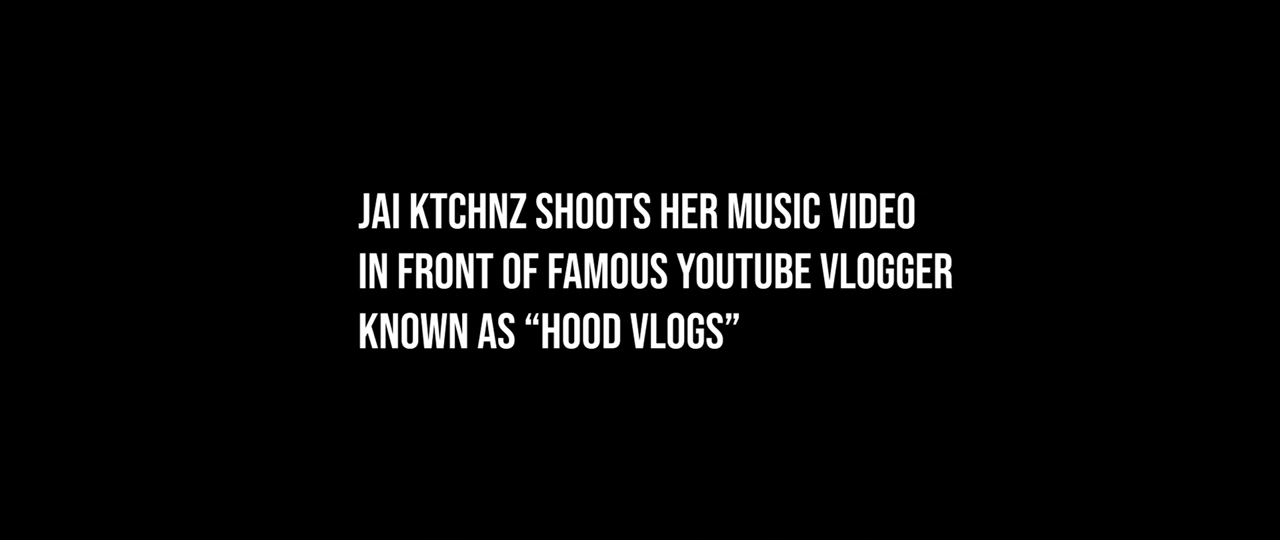 JAI KTCHNZ SHOOTS HER MUSIC VIDEO
IN FRONT OF FAMOUS YOUTUBE VLOGGER
KNOWN AS “HOOD VLOGS”